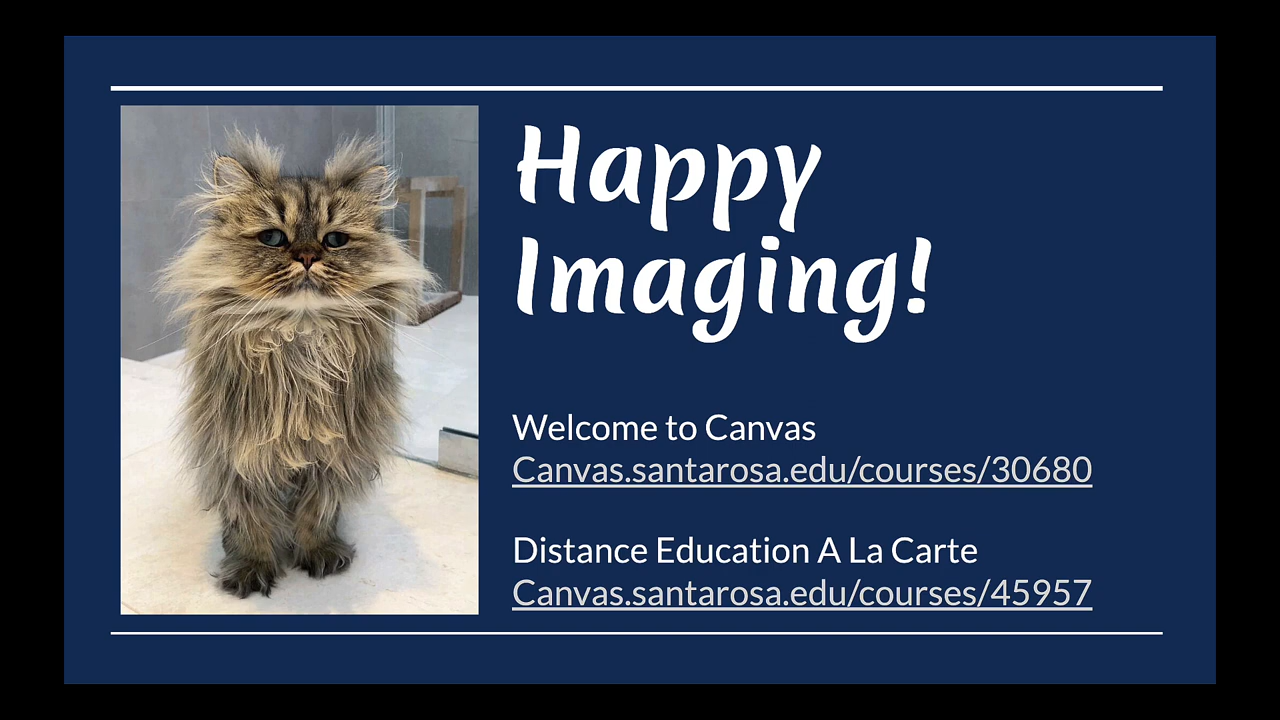 Happy
Imaging!
Welcome to Canvas
Canvas.santarosa.edu/courses/30680
Distance Education A La Carte
Canvas.santarosa.edu/courses/45957